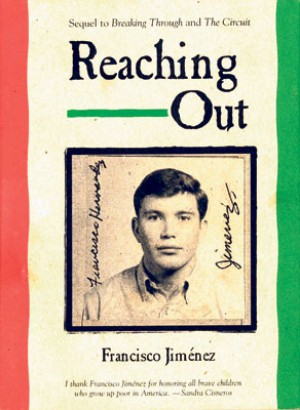 Sequel to Breaking Through and The Circuit
Reaching
Out
Francisco Hernandez
Jiménez
Francisco Jiménez
I thank Francisco Jiménez for honoring all brave children
who grow up poor in America. — Sandra Cisneros